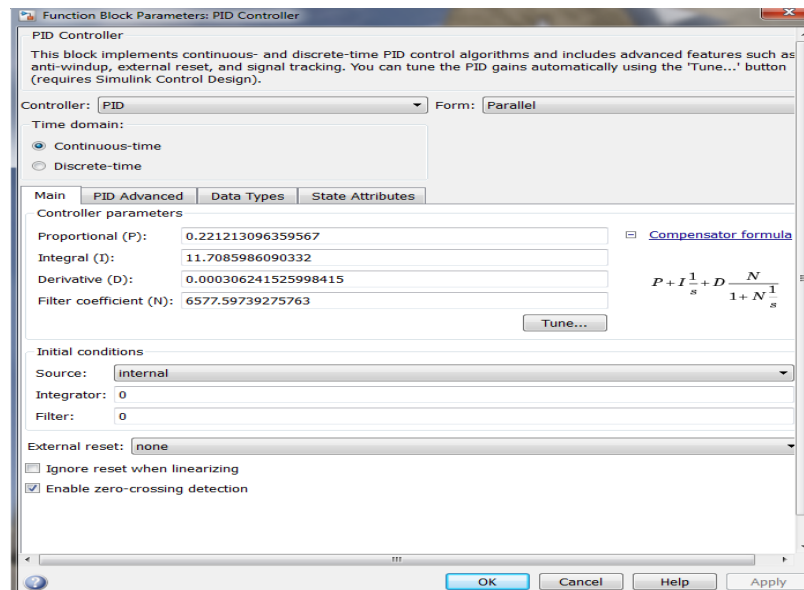 Function Block Parameters: PID Controller
PID Controller
This block implements continuous- and discrete-time PID control algorithms and includes advanced features such as
anti-windup, external reset, and signal tracking. You can tune the PID gains automatically using the 'Tune...' button
(requires Simulink Control Design).
Controller: PID Form: Parallel
Time domain:
Continuous-time
Discrete-time
Main PID Advanced Data Types State Attributes
Controller parameters
Proportional (P): 0.221213096359567 Compensator formula
Integral (I): 11.7085986090332
Derivative (D): 0.000306241525998415
P+I 1/s +D N/(1+N 1/s)
Filter coefficient (N): 6577.59739275763
Tune...
Initial conditions
Source: internal
Integrator: 0
Filter: 0
External reset: none
Ignore reset when linearizing
Enable zero-crossing detection
OK Cancel Help Apply